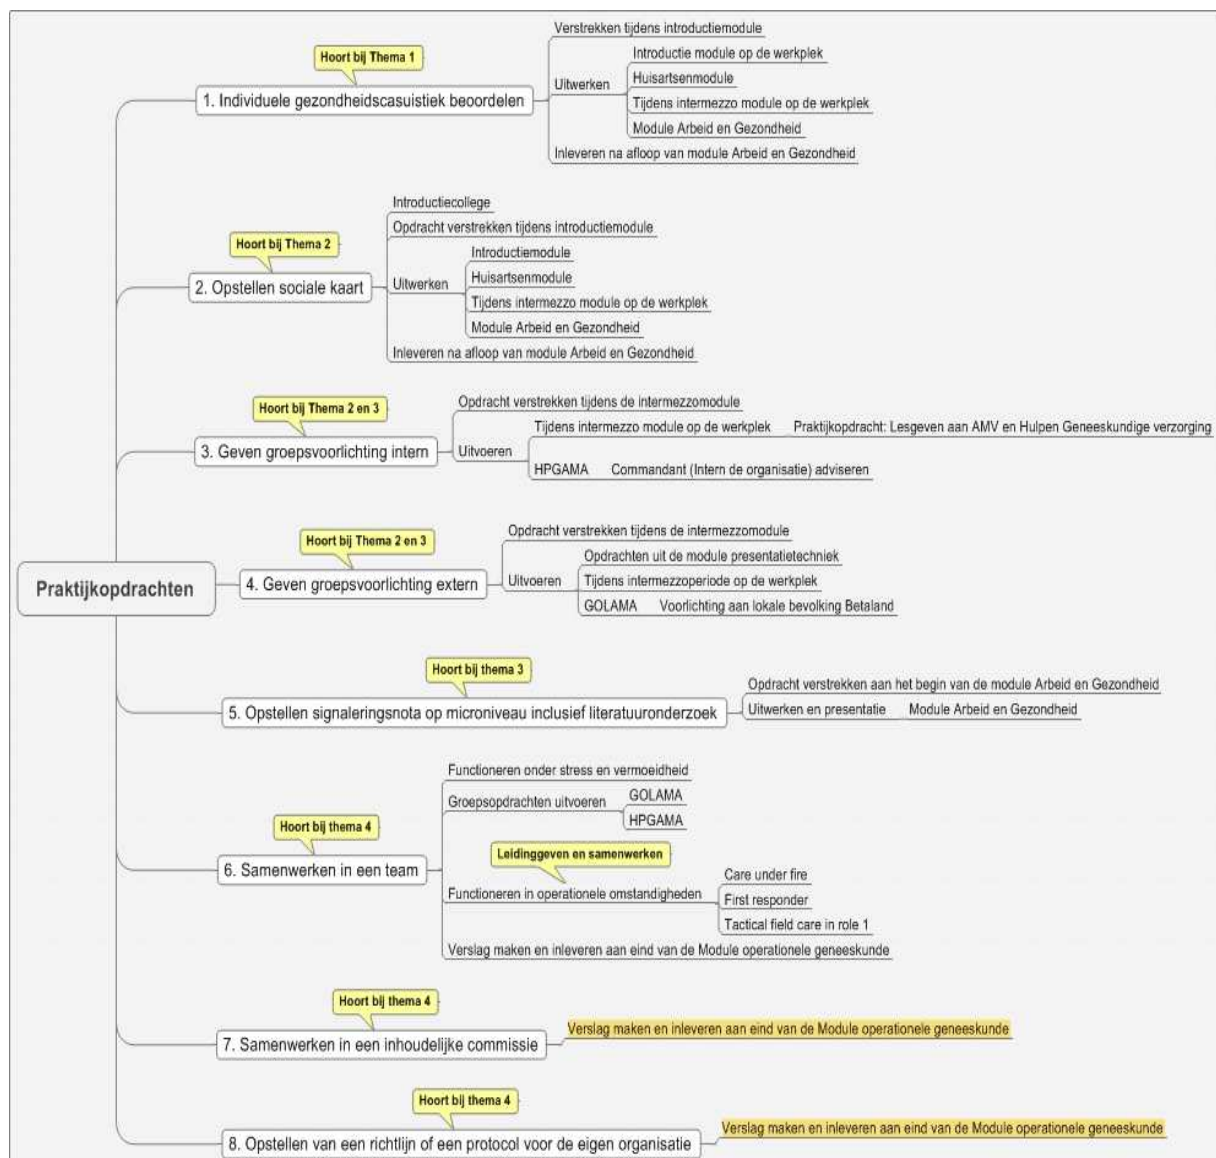 Praktijkopdrachten
Hoort bij Thema 1
1. Individuele gezondheidscasuistiek beoordelen
Verstrekken tijdens introductiemodule
Uitwerken
Introductie module op de werkplek
Huisartsenmodule
Tijdens intermezzo module op de werkplek
Module Arbeid en Gezondheid
Inleveren na afloop van module Arbeid en Gezondheid
Hoort bij Thema 2
2. Opstellen sociale kaart
Introductiecollege
Opdracht verstrekken tijdens introductiemodule
Uitwerken
Introductiemodule
Huisartsenmodule
Tijdens intermezzo module op de werkplek
Module Arbeid en Gezondheid
Inleveren na afloop van module Arbeid en Gezondheid
Hoort bij Thema 2 en 3
3. Geven groepsvoorlichting intern
Opdracht verstrekken tijdens de intermezzomodule
Uitvoeren
Tijdens intermezzo module op de werkplek
Praktijkopdracht: Lesgeven aan AMV en Hulpen Geneeskundige verzorging
HPGAMA
Commandant (Intern de organisatie) adviseren
Hoort bij Thema 2 en 3
4. Geven groepsvoorlichting extern
Opdracht verstrekken tijdens de intermezzomodule
Uitvoeren
Opdrachten uit de module presentatietechniek
Tijdens intermezzoperiode op de werkplek
GOLAMA
Voorlichting aan lokale bevolking Betaland
Hoort bij thema 3
5. Opstellen signaleringsnota op microniveau inclusief literatuuronderzoek
Opdracht verstrekken aan het begin van de module Arbeid en Gezondheid
Uitwerken en presentatie
Module Arbeid en Gezondheid
Hoort bij thema 4
6. Samenwerken in een team
Functioneren onder stress en vermoeidheid
Groepsopdrachten uitvoeren
GOLAMA
HPGAMA
Leidinggeven en samenwerken
Functioneren in operationele omstandigheden
Care under fire
First responder
Tactical field care in role 1
Verslag maken en inleveren aan eind van de Module operationele geneeskunde
Hoort bij thema 4
7. Samenwerken in een inhoudelijke commissie
Verslag maken en inleveren aan eind van de Module operationele geneeskunde
Hoort bij thema 4
8. Opstellen van een richtlijn of een protocol voor de eigen organisatie
Verslag maken en inleveren aan eind van de Module operationele geneeskunde